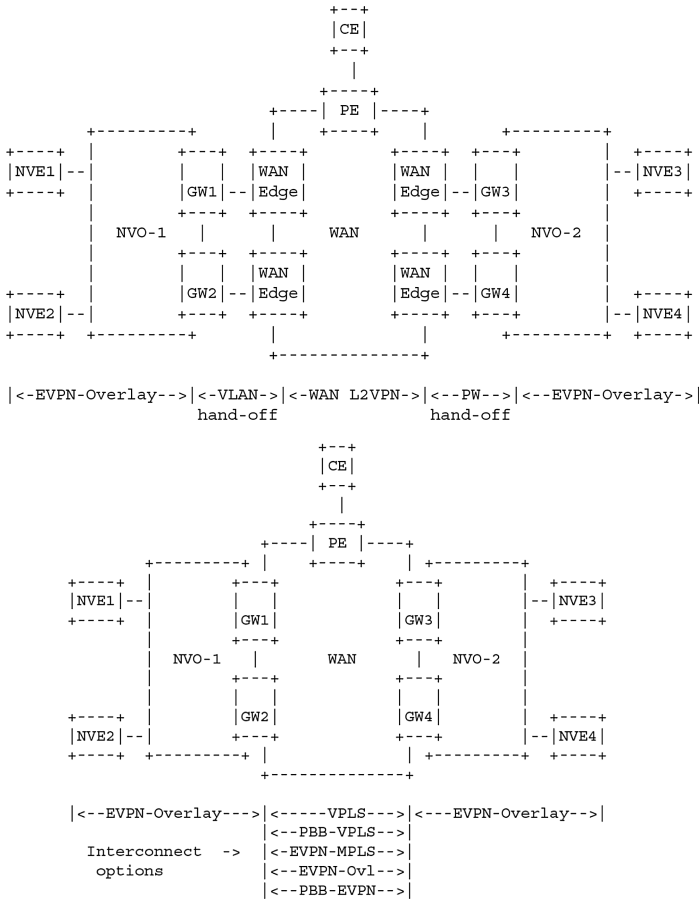 CE
PE
NVE1 GW1 WAN Edge WAN Edge GW3 NVE3
NVO-1 WAN NVO-2
NVE2 GW2 WAN Edge WAN Edge GW4 NVE4
|<-EVPN-Overlay-->|<-VLAN->|<-WAN L2VPN->|<--PW-->|<--EVPN-Overlay->|
hand-off hand-off
CE
PE
NVE1 GW1 GW3 NVE3
NVO-1 WAN NVO-2
NVE2 GW2 GW4 NVE4
|<--EVPN-Overlay--->|<-----VPLS--->|<---EVPN-Overlay-->|
|<--PBB-VPLS-->|
Interconnect -> |<-EVPN-MPLS-->|
options |<--EVPN-Ovl-->|
|<--PBB-EVPN-->|